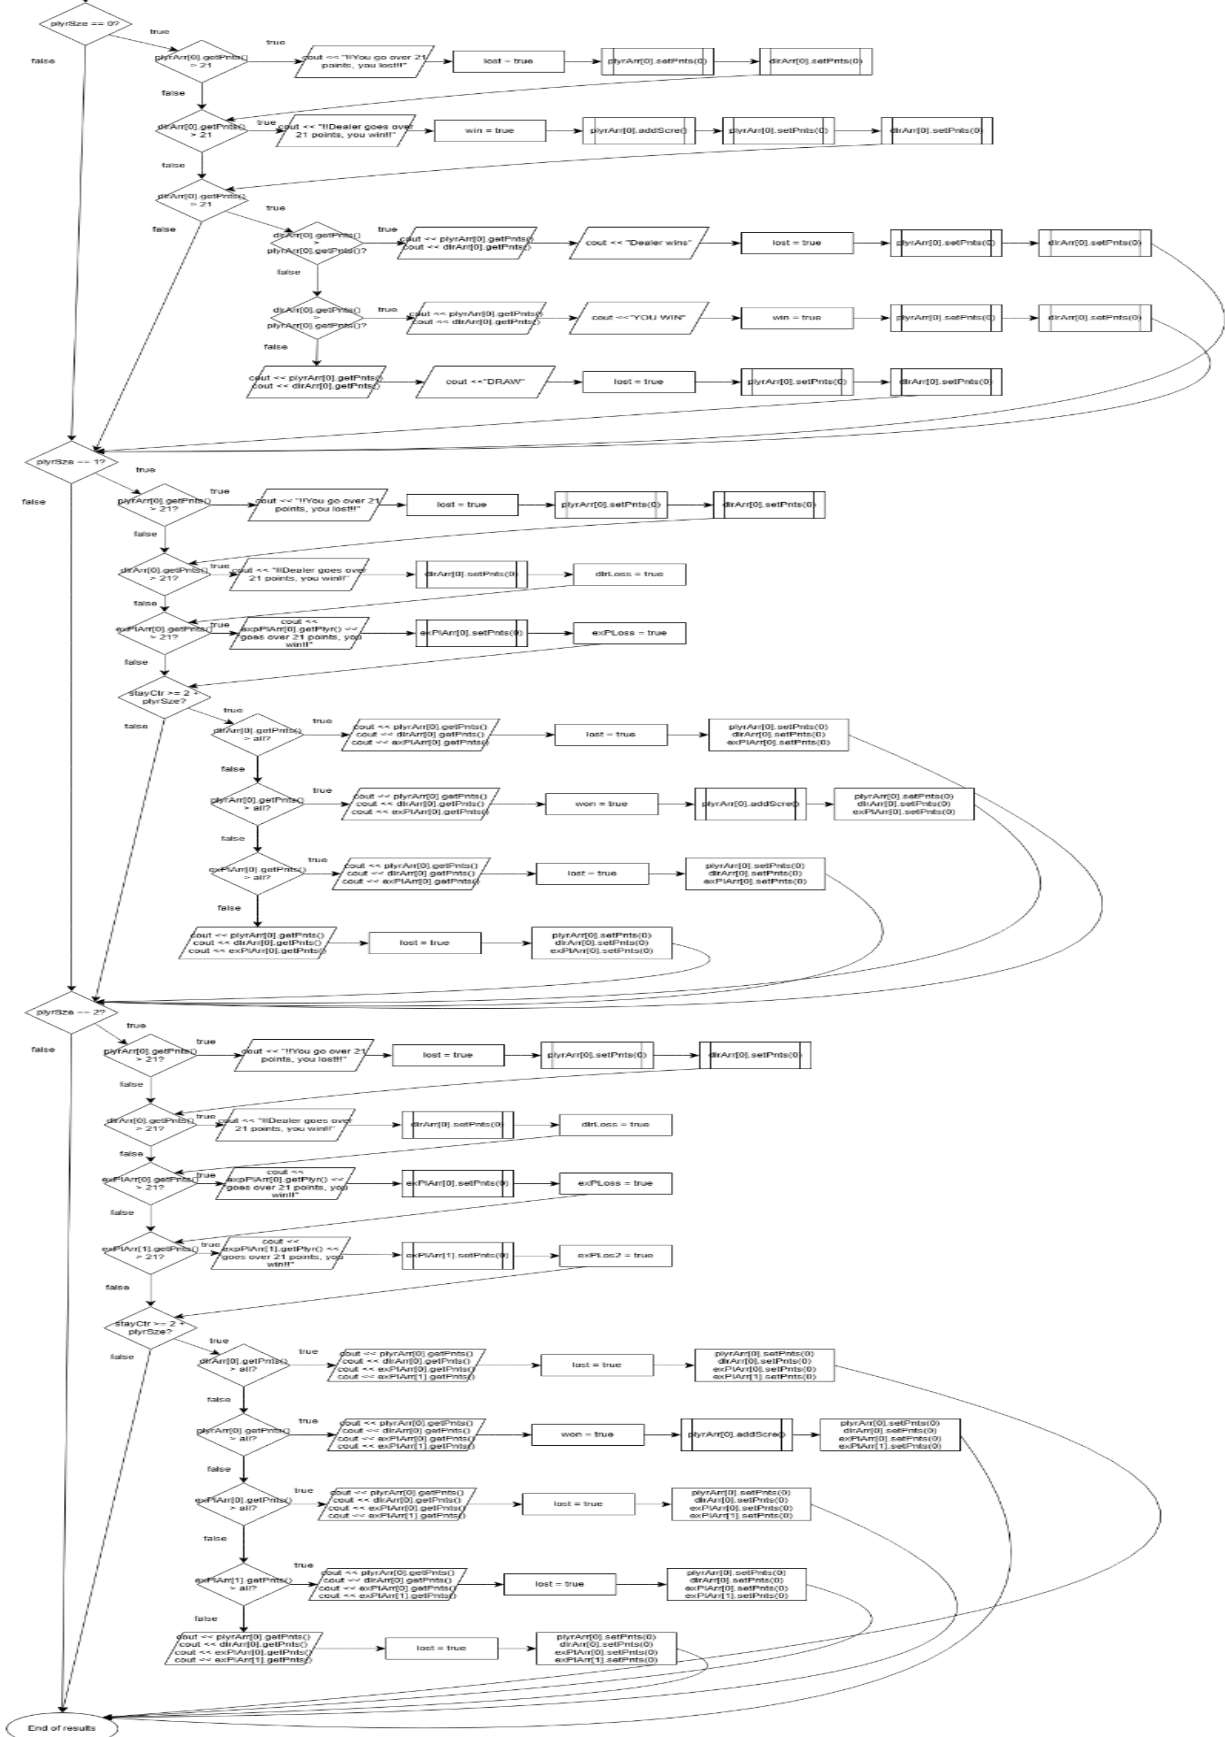 plyrSze == 0?
true
false
plyrArr[0].getPnts()
> 21
true
cout << "!!You go over 21
points, you lost!!!"
lost = true
plyrArr[0].setPnts(0)
dlrArr[0].setPnts(0)
false
dlrArr[0].getPnts()
> 21
true
cout << "!!Dealer goes over
21 points, you win!!"
win = true
plyrArr[0].addScre()
plyrArr[0].setPnts(0)
dlrArr[0].setPnts(0)
false
dlrArr[0].getPnts()
> 21
true
false
dlrArr[0].getPnts()
>
plyrArr[0].getPnts?
true
cout << plyrArr[0].getPnts()
cout << dlrArr[0].getPnts()
cout << "Dealer wins"
lost = true
plyrArr[0].setPnts(0)
dlrArr[0].setPnts(0)
false
dlrArr[0].getPnts()
>
plyrArr[0].getPnts?
true
cout << plyrArr[0].getPnts()
cout << dlrArr[0].getPnts()
cout <<"YOU WIN"
win = true
plyrArr[0].setPnts(0)
dlrArr[0].setPnts(0)
false
cout << plyrArr[0].getPnts()
cout << dlrArr[0].getPnts()
cout <<"DRAW"
lost = true
plyrArr[0].setPnts(0)
dlrArr[0].setPnts(0)
plyrSze == 1?
true
false
plyrArr[0].getPnts()
> 21?
true
cout << "!!You go over 21
points, you lost!!!"
lost = true
plyrArr[0].setPnts(0)
dlrArr[0].setPnts(0)
false
dlrArr[0].getPnts()
> 21?
true
cout << "!!Dealer goes over
21 points, you win!!"
dlrArr[0].setPnts(0)
dlrLoss = true
false
exPlArr[0].getPnts()
> 21?
true
cout <<
expPlArr[0].getPlyr() <<
"goes over 21 points, you
win!!"
exPlArr[0].setPnts(0)
exPLoss = true
false
stayCtr >= 2 +
plyrSze?
true
false
dlrArr[0].getPnts()
> all?
true
cout << plyrArr[0].getPnts()
cout << dlrArr[0].getPnts()
cout << exPlArr[0].getPnts()
lost = true
plyrArr[0].setPnts(0)
dlrArr[0].setPnts(0)
exPlArr[0].setPnts(0)
false
plyrArr[0].getPnts()
> all?
true
cout << plyrArr[0].getPnts()
cout << dlrArr[0].getPnts()
cout << exPlArr[0].getPnts()
won = true
plyrArr[0].addScre()
plyrArr[0].setPnts(0)
dlrArr[0].setPnts(0)
exPlArr[0].setPnts(0)
false
exPlArr[0].getPnts()
> all?
true
cout << plyrArr[0].getPnts()
cout << dlrArr[0].getPnts()
cout << exPlArr[0].getPnts()
lost = true
plyrArr[0].setPnts(0)
dlrArr[0].setPnts(0)
exPlArr[0].setPnts(0)
false
cout << plyrArr[0].getPnts()
cout << dlrArr[0].getPnts()
cout << exPlArr[0].getPnts()
lost = true
plyrArr[0].setPnts(0)
dlrArr[0].setPnts(0)
exPlArr[0].setPnts(0)
plyrSze == 2?
true
false
plyrArr[0].getPnts()
> 21?
true
cout << "!!You go over 21
points, you lost!!!"
lost = true
plyrArr[0].setPnts(0)
dlrArr[0].setPnts(0)
false
dlrArr[0].getPnts()
> 21?
true
cout << "!!Dealer goes over
21 points, you win!!"
dlrArr[0].setPnts(0)
dlrLoss = true
false
exPlArr[0].getPnts()
> 21?
true
cout <<
expPlArr[0].getPlyr() <<
"goes over 21 points, you
win!!"
exPlArr[0].setPnts(0)
exPLoss = true
false
exPlArr[1].getPnts()
> 21?
true
cout <<
expPlArr[1].getPlyr() <<
"goes over 21 points, you
win!!"
exPlArr[1].setPnts(0)
exPLos2 = true
false
stayCtr >= 2 +
plyrSze?
true
false
dlrArr[0].getPnts()
> all?
true
cout << plyrArr[0].getPnts()
cout << dlrArr[0].getPnts()
cout << exPlArr[0].getPnts()
cout << exPlArr[1].getPnts()
lost = true
plyrArr[0].setPnts(0)
dlrArr[0].setPnts(0)
exPlArr[0].setPnts(0)
exPlArr[1].setPnts(0)
false
plyrArr[0].getPnts()
> all?
true
cout << plyrArr[0].getPnts()
cout << dlrArr[0].getPnts()
cout << exPlArr[0].getPnts()
cout << exPlArr[1].getPnts()
won = true
plyrArr[0].addScre()
plyrArr[0].setPnts(0)
dlrArr[0].setPnts(0)
exPlArr[0].setPnts(0)
exPlArr[1].setPnts(0)
false
exPlArr[0].getPnts()
> all?
true
cout << plyrArr[0].getPnts()
cout << dlrArr[0].getPnts()
cout << exPlArr[0].getPnts()
cout << exPlArr[1].getPnts()
lost = true
plyrArr[0].setPnts(0)
dlrArr[0].setPnts(0)
exPlArr[0].setPnts(0)
exPlArr[1].setPnts(0)
false
exPlArr[1].getPnts()
> all?
true
cout << plyrArr[0].getPnts()
cout << dlrArr[0].getPnts()
cout << exPlArr[0].getPnts()
cout << exPlArr[1].getPnts()
lost = true
plyrArr[0].setPnts(0)
dlrArr[0].setPnts(0)
exPlArr[0].setPnts(0)
exPlArr[1].setPnts(0)
false
cout << plyrArr[0].getPnts()
cout << dlrArr[0].getPnts()
cout << exPlArr[0].getPnts()
cout << exPlArr[1].getPnts()
lost = true
plyrArr[0].setPnts(0)
dlrArr[0].setPnts(0)
exPlArr[0].setPnts(0)
exPlArr[1].setPnts(0)
End of results